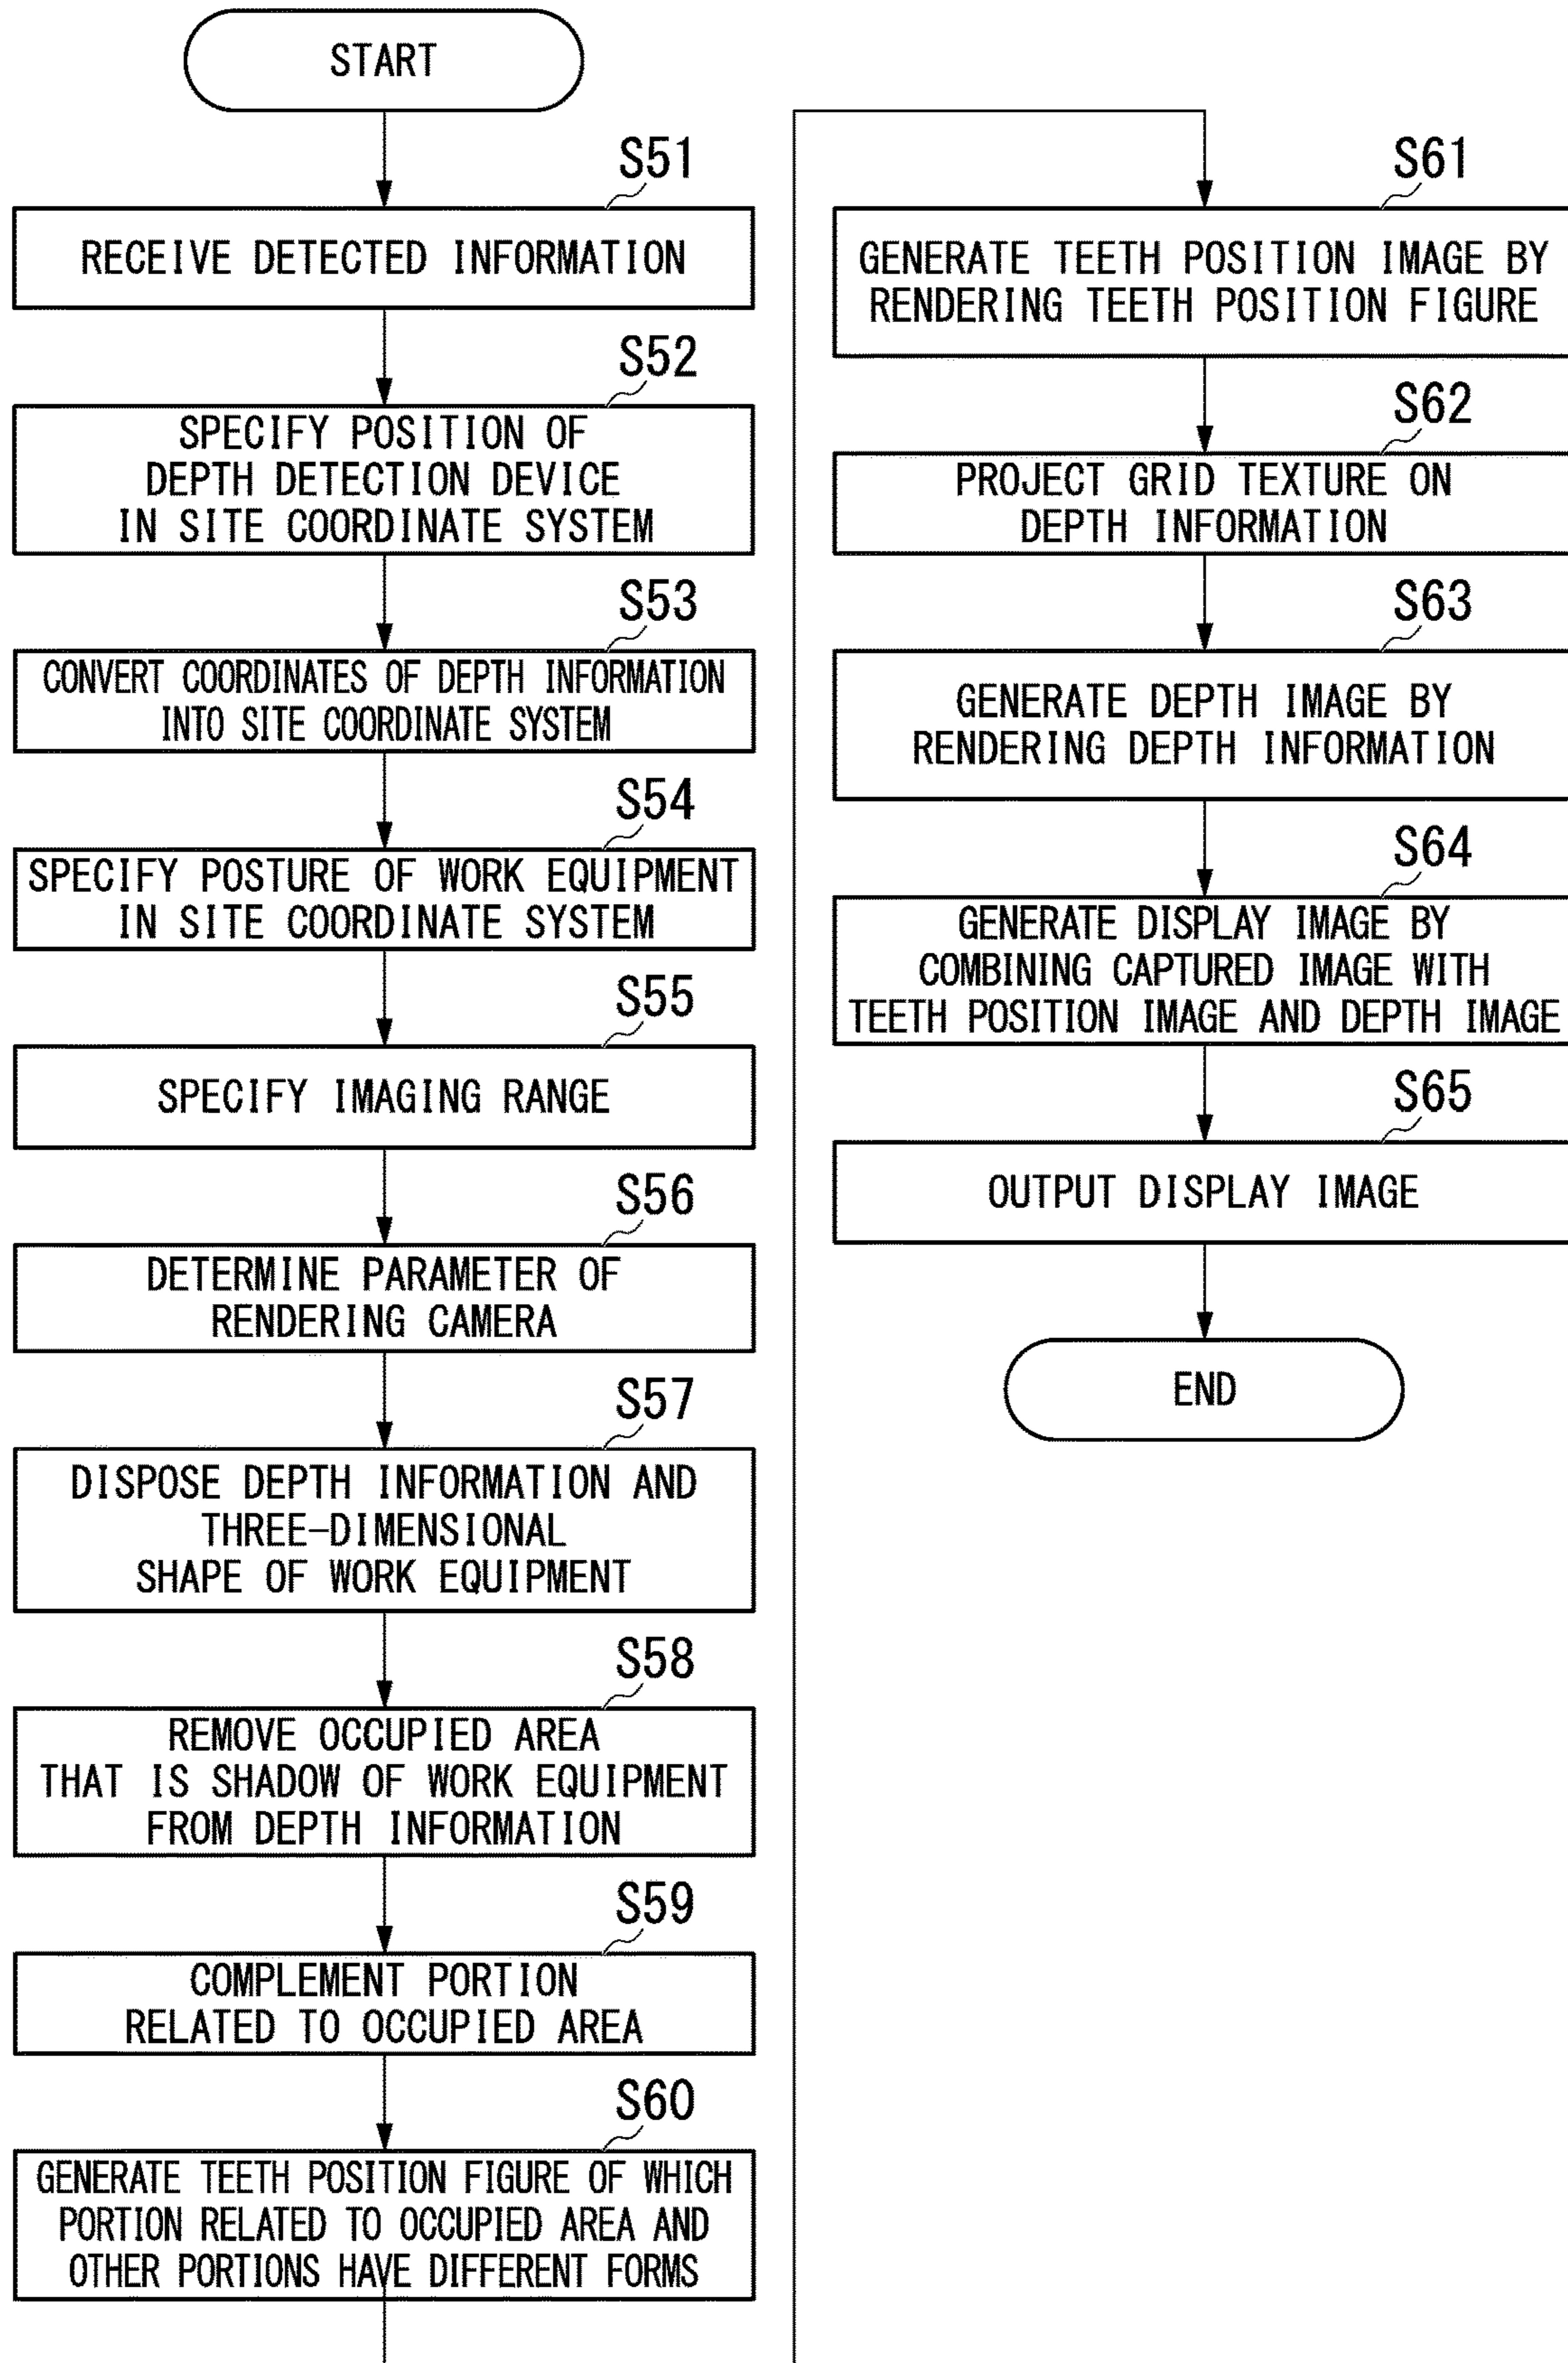 START
S51
RECEIVE DETECTED INFORMATION
S52
SPECIFY POSITION OF
DEPTH DETECTION DEVICE
IN SITE COORDINATE SYSTEM
S53
CONVERT COORDINATES OF DEPTH INFORMATION
INTO SITE COORDINATE SYSTEM
S54
SPECIFY POSTURE OF WORK EQUIPMENT
IN SITE COORDINATE SYSTEM
S55
SPECIFY IMAGING RANGE
S56
DETERMINE PARAMETER OF
RENDERING CAMERA
S57
DISPOSE DEPTH INFORMATION AND
THREE-DIMENSIONAL
SHAPE OF WORK EQUIPMENT
S58
REMOVE OCCUPIED AREA
THAT IS SHADOW OF WORK EQUIPMENT
FROM DEPTH INFORMATION
S59
COMPLEMENT PORTION
RELATED TO OCCUPIED AREA
S60
GENERATE TEETH POSITION FIGURE OF WHICH
PORTION RELATED TO OCCUPIED AREA AND
OTHER PORTIONS HAVE DIFFERENT FORMS
S61
GENERATE TEETH POSITION IMAGE BY
RENDERING TEETH POSITION FIGURE
S62
PROJECT GRID TEXTURE ON
DEPTH INFORMATION
S63
GENERATE DEPTH IMAGE BY
RENDERING DEPTH INFORMATION
S64
GENERATE DISPLAY IMAGE BY
COMBINING CAPTURED IMAGE WITH
TEETH POSITION IMAGE AND DEPTH IMAGE
S65
OUTPUT DISPLAY IMAGE
END